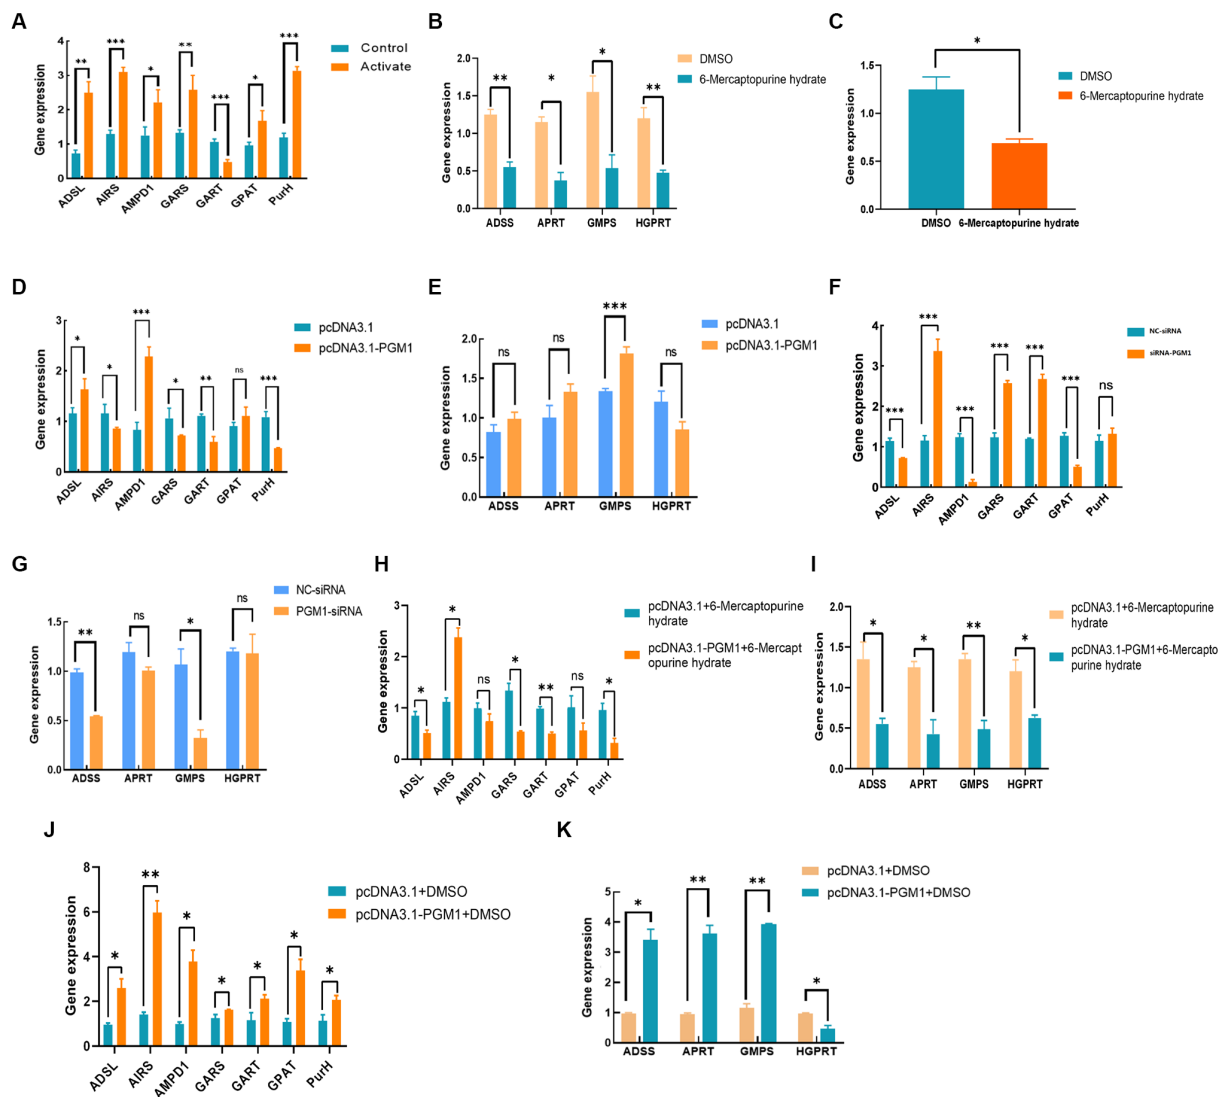 A
Control
Activate
Gene expression
4
3
2
1
0
** *** * ** *** * ***
ADSL AIRS AMPD1 GARS GART GPAT PurH
B
DMSO
6-Mercaptopurine hydrate
Gene expression
2.0
1.5
1.0
0.5
0.0
** * * **
ADSS APRT GMPS HGPRT
C
DMSO
6-Mercaptopurine hydrate
Gene expression
1.5
1.0
0.5
0.0
*
DMSO 6-Mercaptopurine hydrate
D
pcDNA3.1
pcDNA3.1-PGM1
Gene expression
3
2
1
0
* * *** * ** ns ***
ADSL AIRS AMPD1 GARS GART GPAT PurH
E
pcDNA3.1
pcDNA3.1-PGM1
Gene expression
2.0
1.5
1.0
0.5
0.0
ns ns *** ns
ADSS APRT GMPS HGPRT
F
NC-siRNA
siRNA-PGM1
Gene expression
4
3
2
1
0
*** *** *** *** *** *** ns
ADSL AIRS AMPD1 GARS GART GPAT PurH
G
NC-siRNA
PGM1-siRNA
Gene expression
2.0
1.5
1.0
0.5
0.0
** ns * ns
ADSS APRT GMPS HGPRT
H
pcDNA3.1+6-Mercaptopurine
hydrate
pcDNA3.1-PGM1+6-Mercapt
opurine hydrate
Gene expression
3
2
1
0
* * ns * ** ns *
ADSL AIRS AMPD1 GARS GART GPAT PurH
I
pcDNA3.1+6-Mercaptopurine
hydrate
pcDNA3.1-PGM1+6-Mercapto
purine hydrate
Gene expression
2.0
1.5
1.0
0.5
0.0
* * ** *
ADSS APRT GMPS HGPRT
J
pcDNA3.1+DMSO
pcDNA3.1-PGM1+DMSO
Gene expression
8
6
4
2
0
* ** * * * * *
ADSL AIRS AMPD1 GARS GART GPAT PurH
K
pcDNA3.1+DMSO
pcDNA3.1-PGM1+DMSO
Gene expression
5
4
3
2
1
0
* ** ** *
ADSS APRT GMPS HGPRT